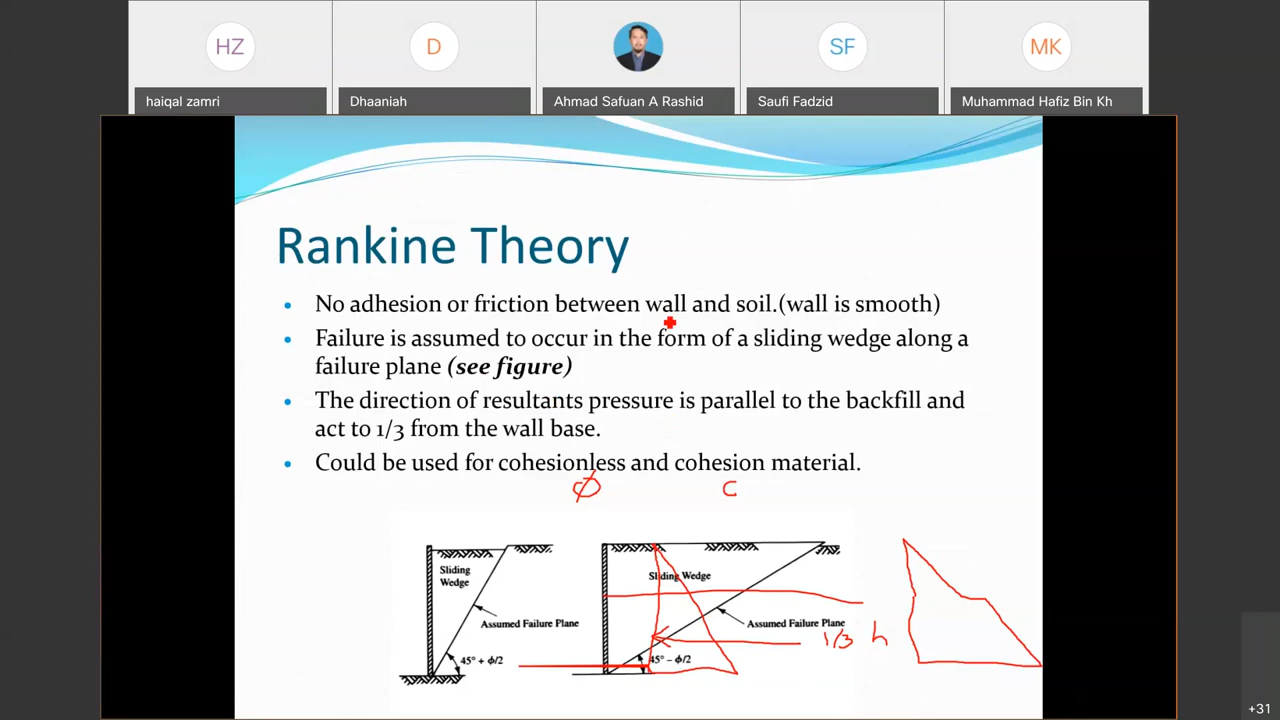 HZ
D
SF
MK
haiqal zamri
Dhaaniah
Ahmad Safuan A Rashid
Saufi Fadzid
Muhammad Hafiz Bin Kh
Rankine Theory
• No adhesion or friction between wall and soil.(wall is smooth)
• Failure is assumed to occur in the form of a sliding wedge along a
failure plane (see figure)
• The direction of resultants pressure is parallel to the backfill and
act to 1/3 from the wall base.
• Could be used for cohesionless and cohesion material.
ϕ
C
Sliding
Wedge
Assumed Failure Plane
45° + ϕ/2
Sliding Wedge
Assumed Failure Plane
45° – ϕ/2
1/3 h
+31